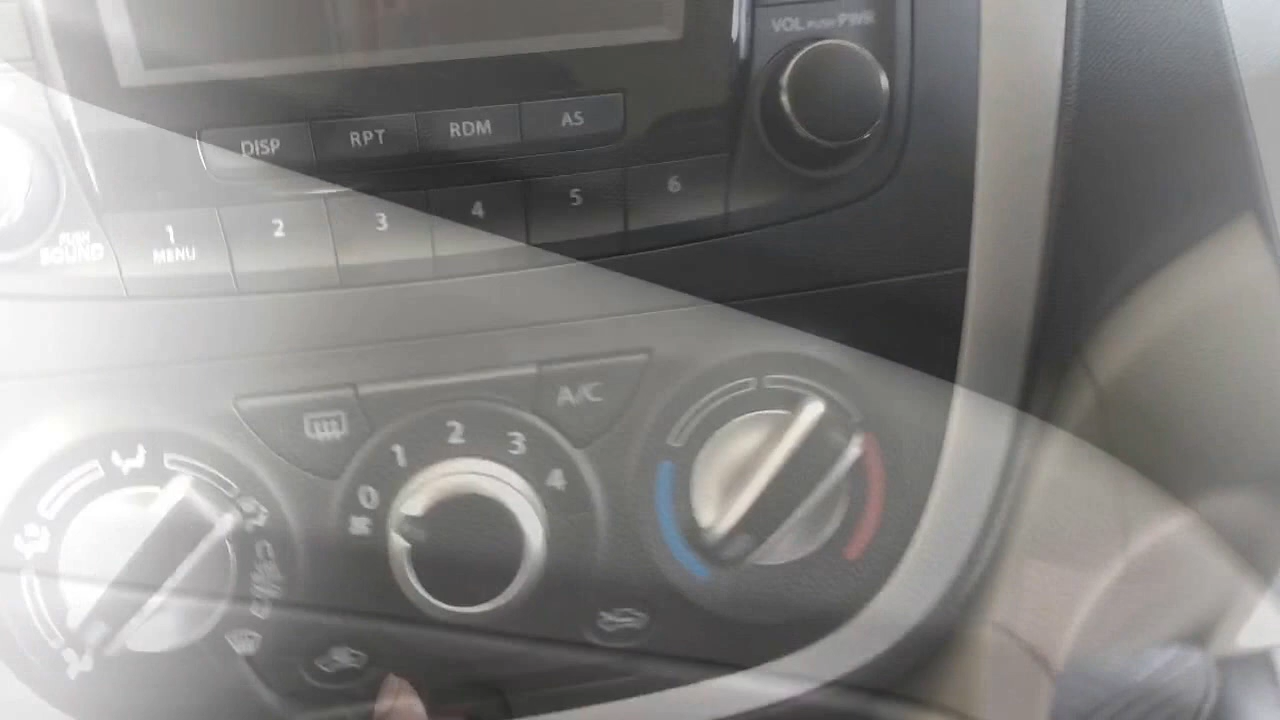 VOL PUSH PWR
DISP RPT RDM AS
1 2 3 4 5 6
MENU
PUSH
SOUND
A/C
0 1 2 3 4